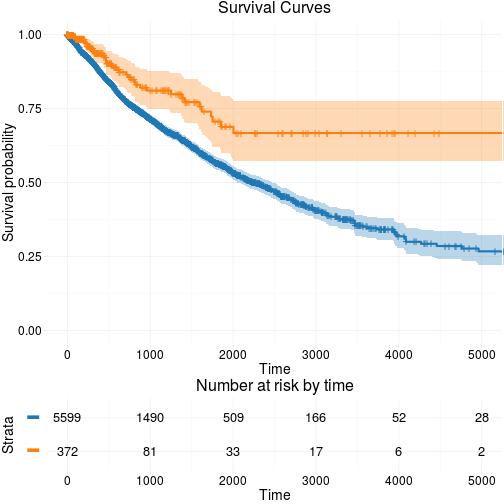 Survival Curves
Survival probability
1.00
0.75
0.50
0.25
0.00
0 1000 2000 3000 4000 5000
Time
Number at risk by time
Strata
5599 1490 509 166 52 28
372 81 33 17 6 2
0 1000 2000 3000 4000 5000
Time